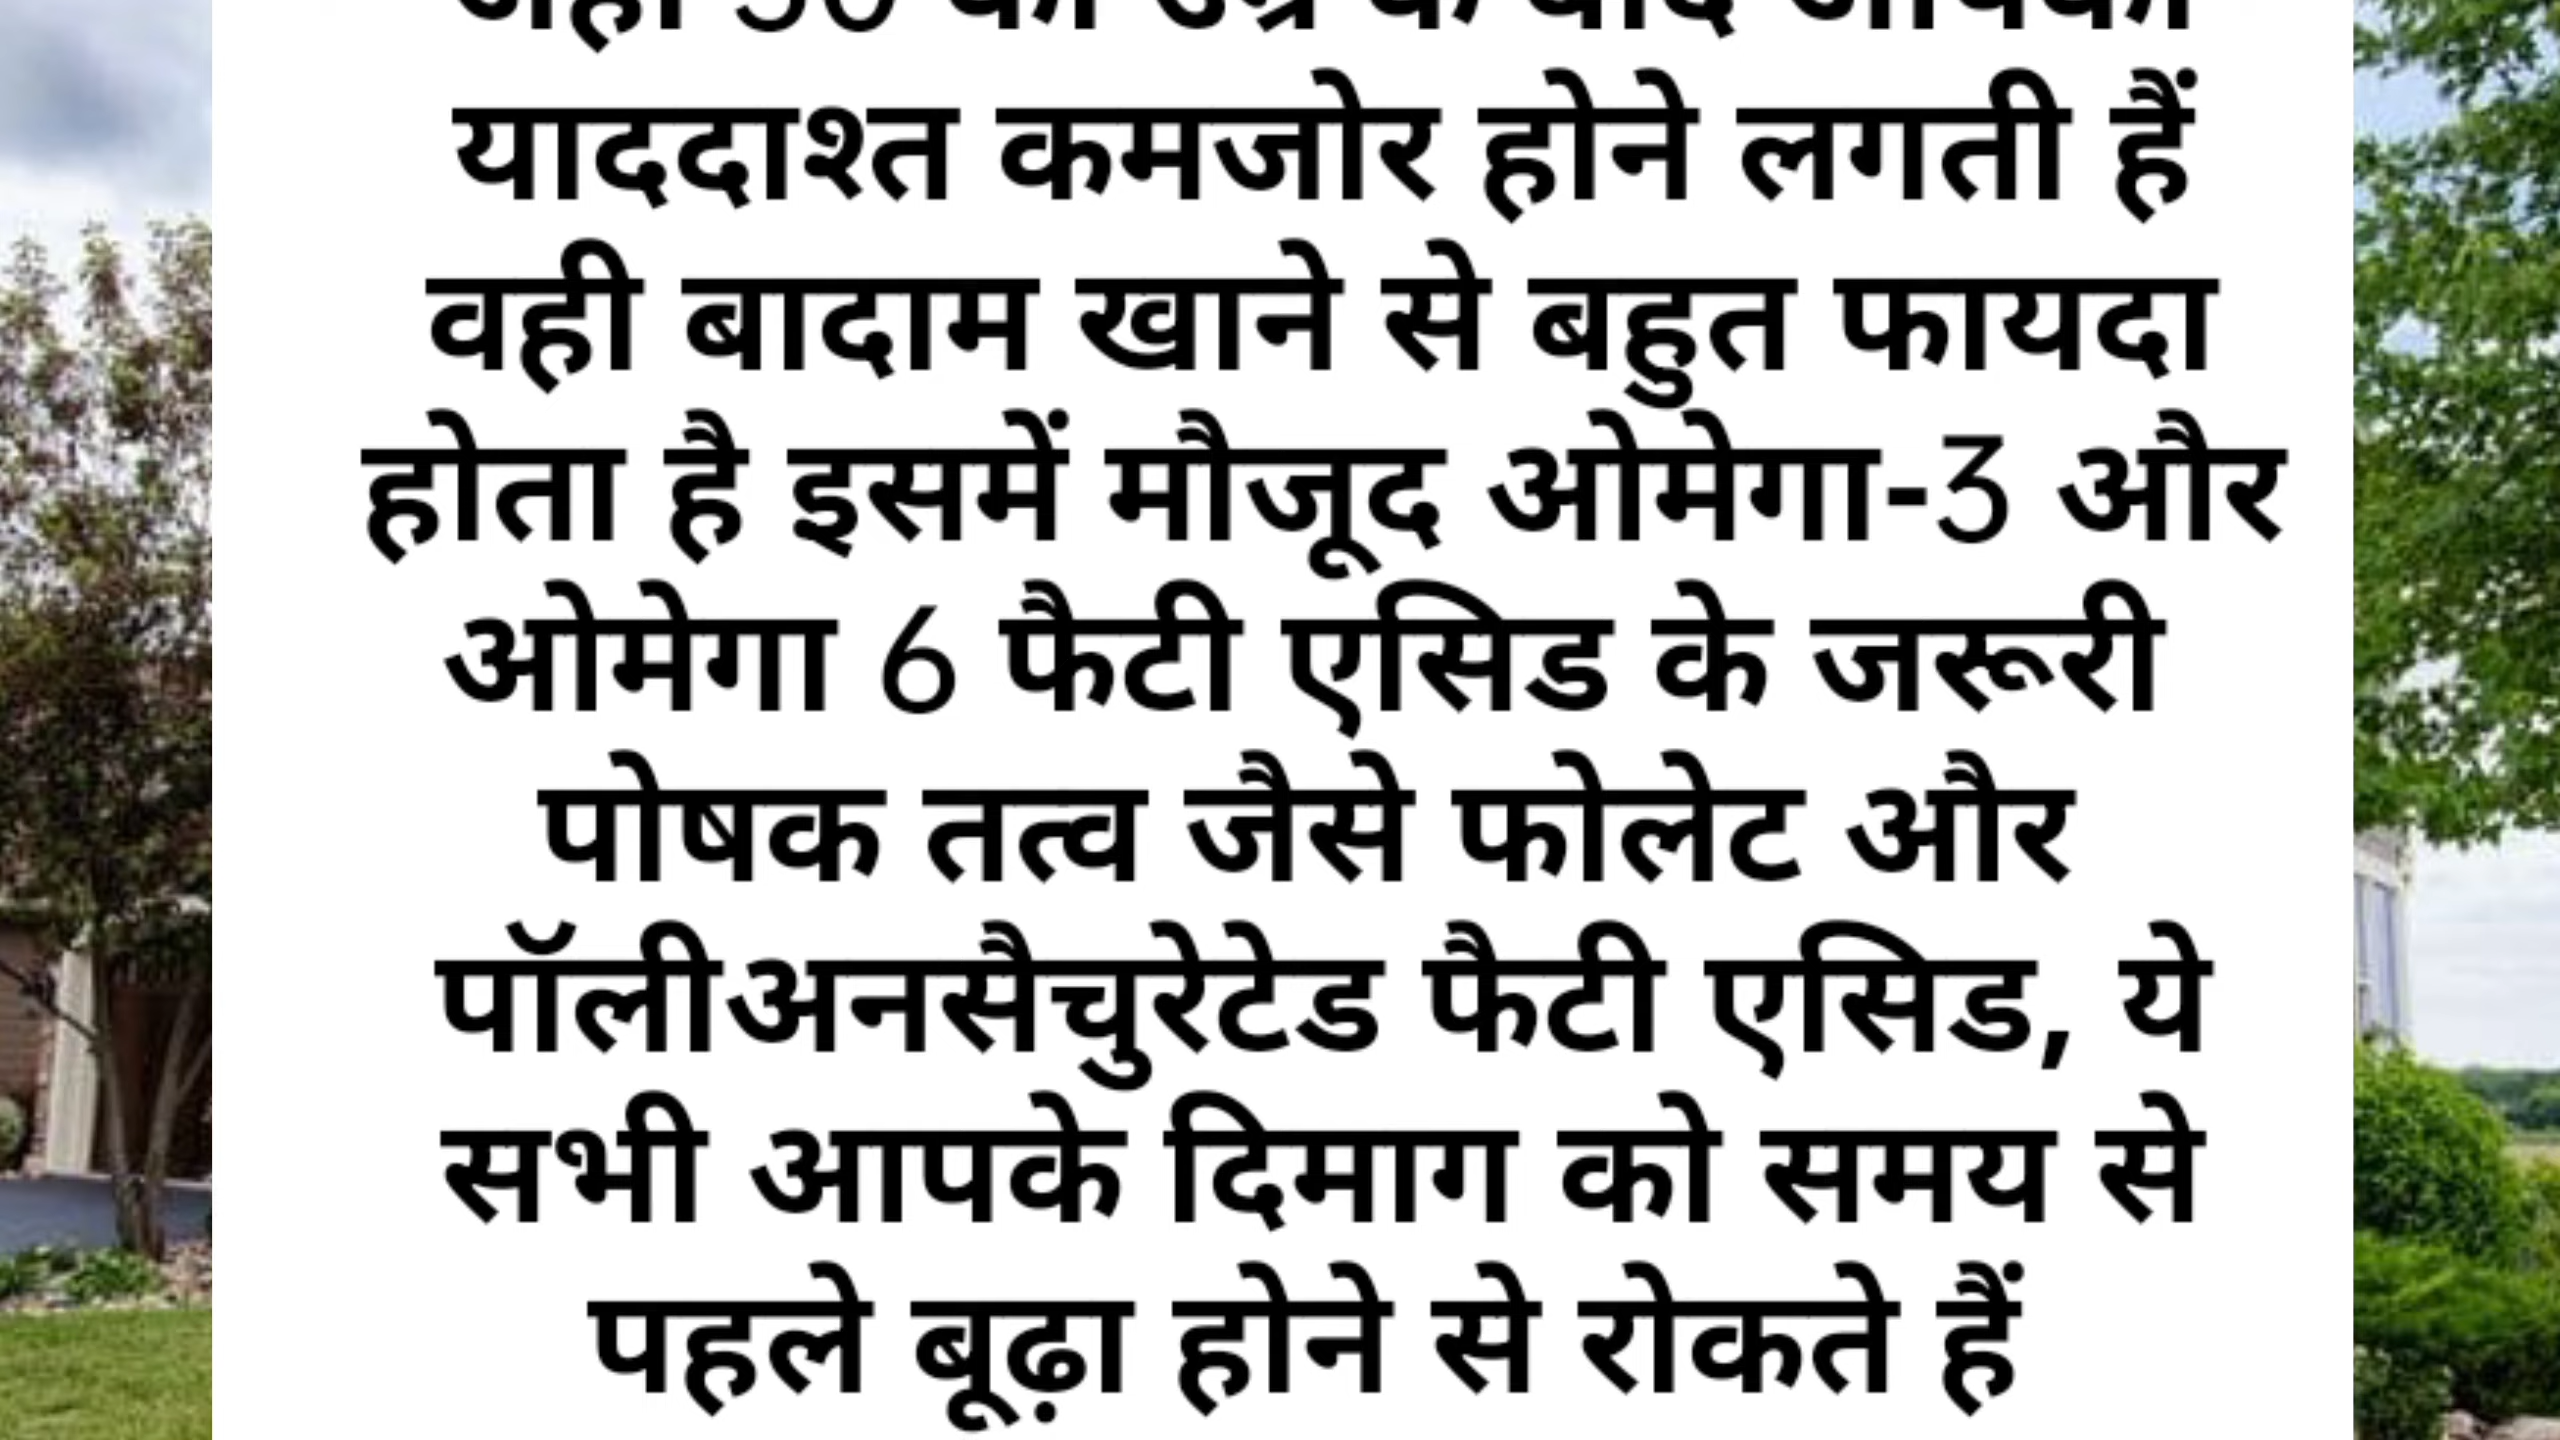 के बाद
याददाश्त कमजोर होने लगती हैं
वही बादाम खाने से बहुत फायदा
होता है इसमें मौजूद ओमेगा-3 और
ओमेगा 6 फैटी एसिड के जरूरी
पोषक तत्व जैसे फोलेट और
पॉलीअनसैचुरेटेड फैटी एसिड, ये
सभी आपके दिमाग को समय से
पहले बूढ़ा होने से रोकते हैं